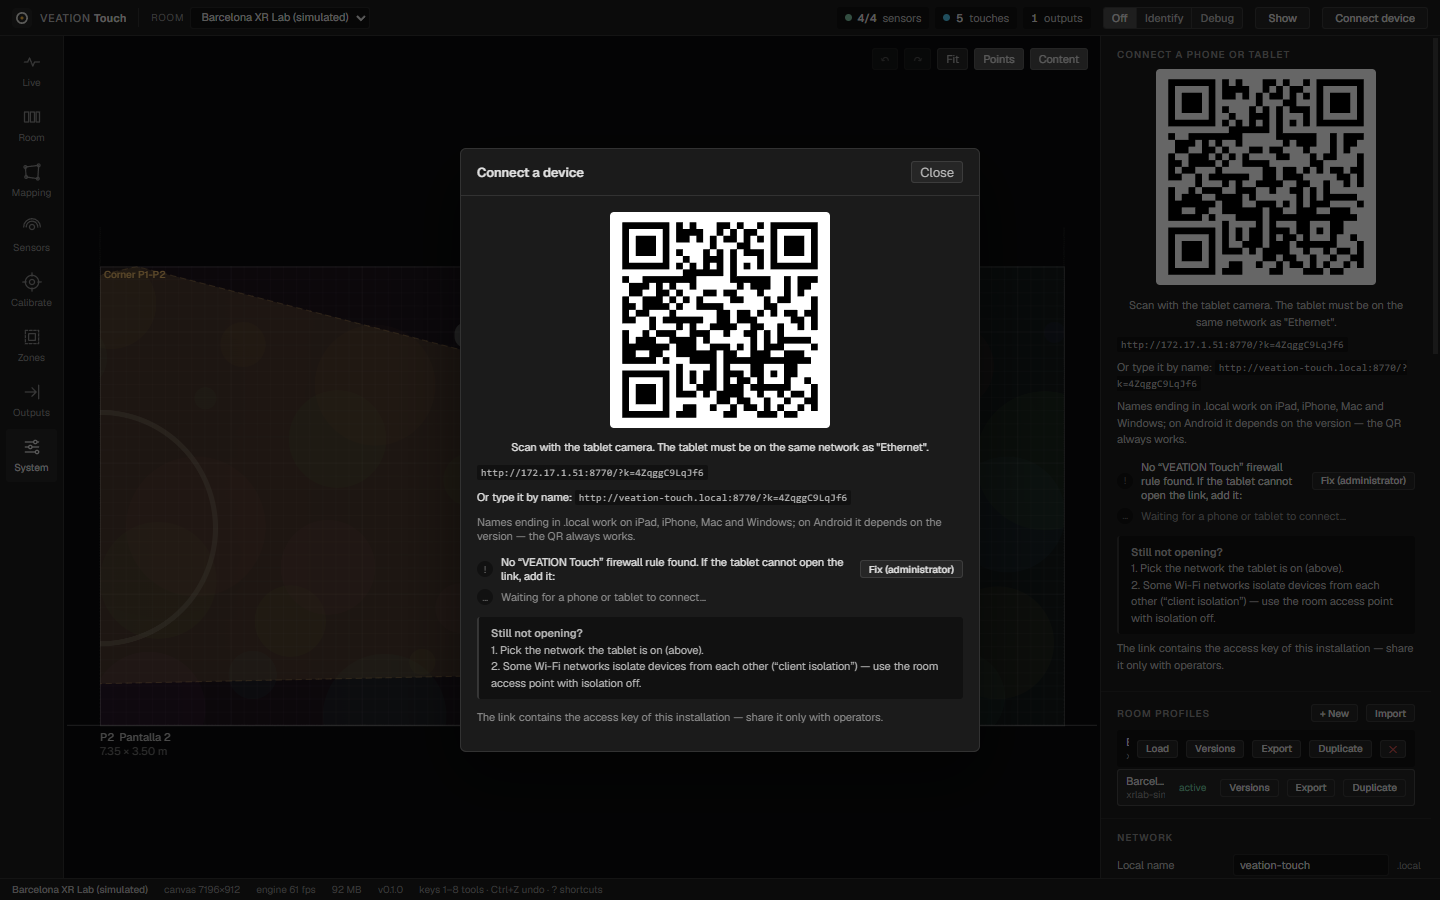 VEATION Touch
ROOM
Barcelona XR Lab (simulated)
4/4 sensors
5 touches
1 outputs
Off
Identify
Debug
Show
Connect device
Live
Room
Mapping
Sensors
Calibrate
Zones
Outputs
System
Fit
Points
Content
Corner P1-P2
P2 Pantalla 2
7.35 × 3.50 m
Connect a device
Close
Scan with the tablet camera. The tablet must be on the same network as "Ethernet".
http://172.17.1.51:8770/?k=4ZqggC9LqJf6
Or type it by name: http://veation-touch.local:8770/?k=4ZqggC9LqJf6
Names ending in .local work on iPad, iPhone, Mac and Windows; on Android it depends on the
version — the QR always works.
! No “VEATION Touch” firewall rule found. If the tablet cannot open the
link, add it:
Fix (administrator)
… Waiting for a phone or tablet to connect…
Still not opening?
1. Pick the network the tablet is on (above).
2. Some Wi-Fi networks isolate devices from each other (“client isolation”) — use the room
access point with isolation off.
The link contains the access key of this installation — share it only with operators.
CONNECT A PHONE OR TABLET
Scan with the tablet camera. The tablet must be on the
same network as "Ethernet".
http://172.17.1.51:8770/?k=4ZqggC9LqJf6
Or type it by name: http://veation-touch.local:8770/?
k=4ZqggC9LqJf6
Names ending in .local work on iPad, iPhone, Mac and
Windows; on Android it depends on the version — the QR
always works.
! No “VEATION Touch” firewall
rule found. If the tablet cannot
open the link, add it:
Fix (administrator)
… Waiting for a phone or tablet to connect…
Still not opening?
1. Pick the network the tablet is on (above).
2. Some Wi-Fi networks isolate devices from each
other (“client isolation”) — use the room access point
with isolation off.
The link contains the access key of this installation — share
it only with operators.
ROOM PROFILES
+ New
Import
Load
Versions
Export
Duplicate
Barcel…
xrlab-sim
active
Versions
Export
Duplicate
NETWORK
Local name
veation-touch
.local
Barcelona XR Lab (simulated)
canvas 7196×912
engine 61 fps
92 MB
v0.1.0
keys 1–8 tools · Ctrl+Z undo · ? shortcuts